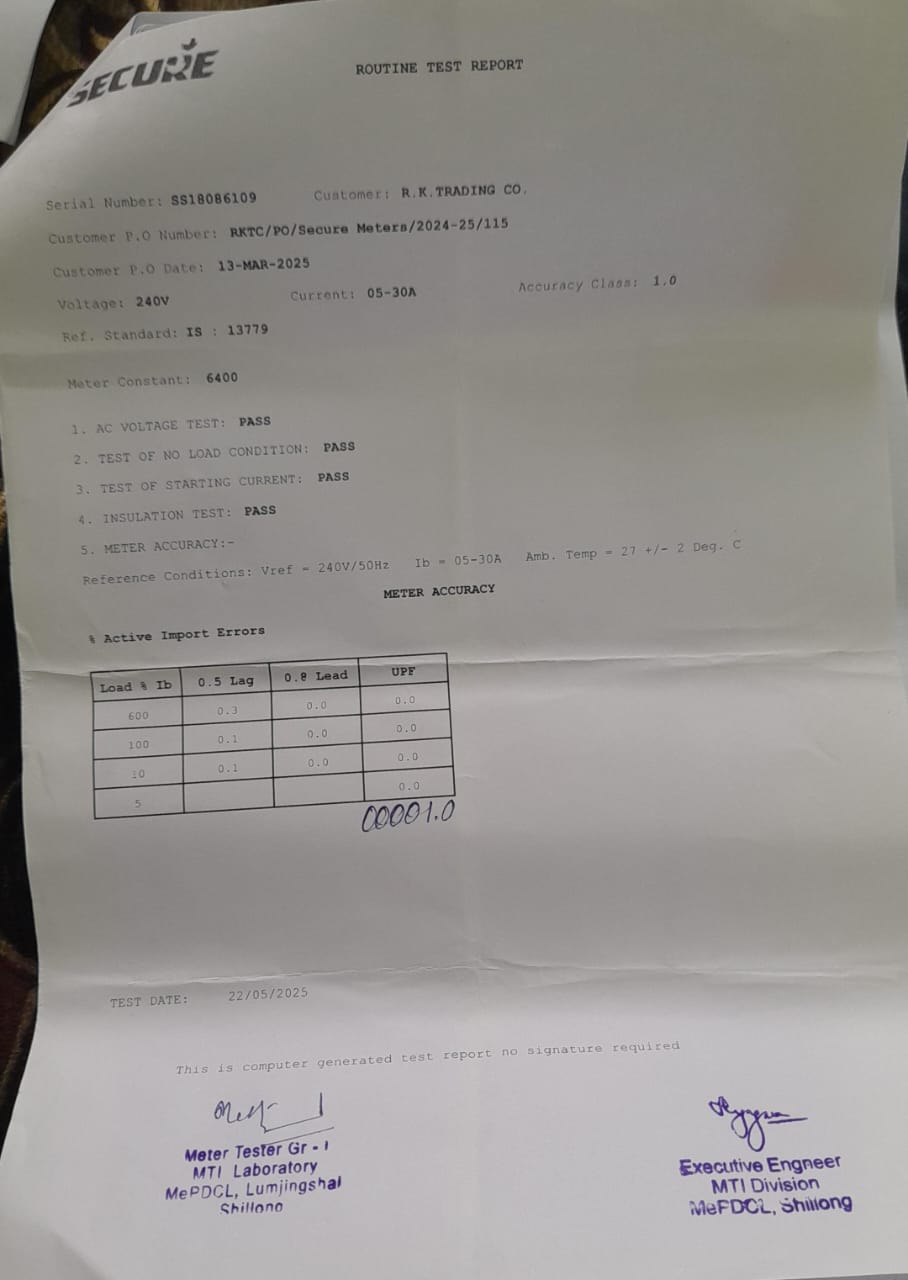 SECURE
ROUTINE TEST REPORT
Serial Number: SS18086109 Customer: R.K.TRADING CO.
Customer P.O Number: RKTC/PO/Secure Meters/2024-25/115
Customer P.O Date: 13-MAR-2025
Voltage: 240V Current: 05-30A Accuracy Class: 1.0
Ref. Standard: IS : 13779
Meter Constant: 6400
1. AC VOLTAGE TEST: PASS
2. TEST OF NO LOAD CONDITION: PASS
3. TEST OF STARTING CURRENT: PASS
4. INSULATION TEST: PASS
5. METER ACCURACY:-
Reference Conditions: Vref = 240V/50Hz Ib = 05-30A Amb. Temp = 27 +/- 2 Deg. C
METER ACCURACY
% Active Import Errors
Load % Ib 0.5 Lag 0.8 Lead UPF
600 0.3 0.0 0.0
100 0.1 0.0 0.0
10 0.1 0.0 0.0
5 0.0
00001.0
TEST DATE: 22/05/2025
This is computer generated test report no signature required
Meter Tester Gr - I
MTI Laboratory
MePDCL, Lumjingshai
Shillong
Executive Engneer
MTI Division
MePDCL, Shillong